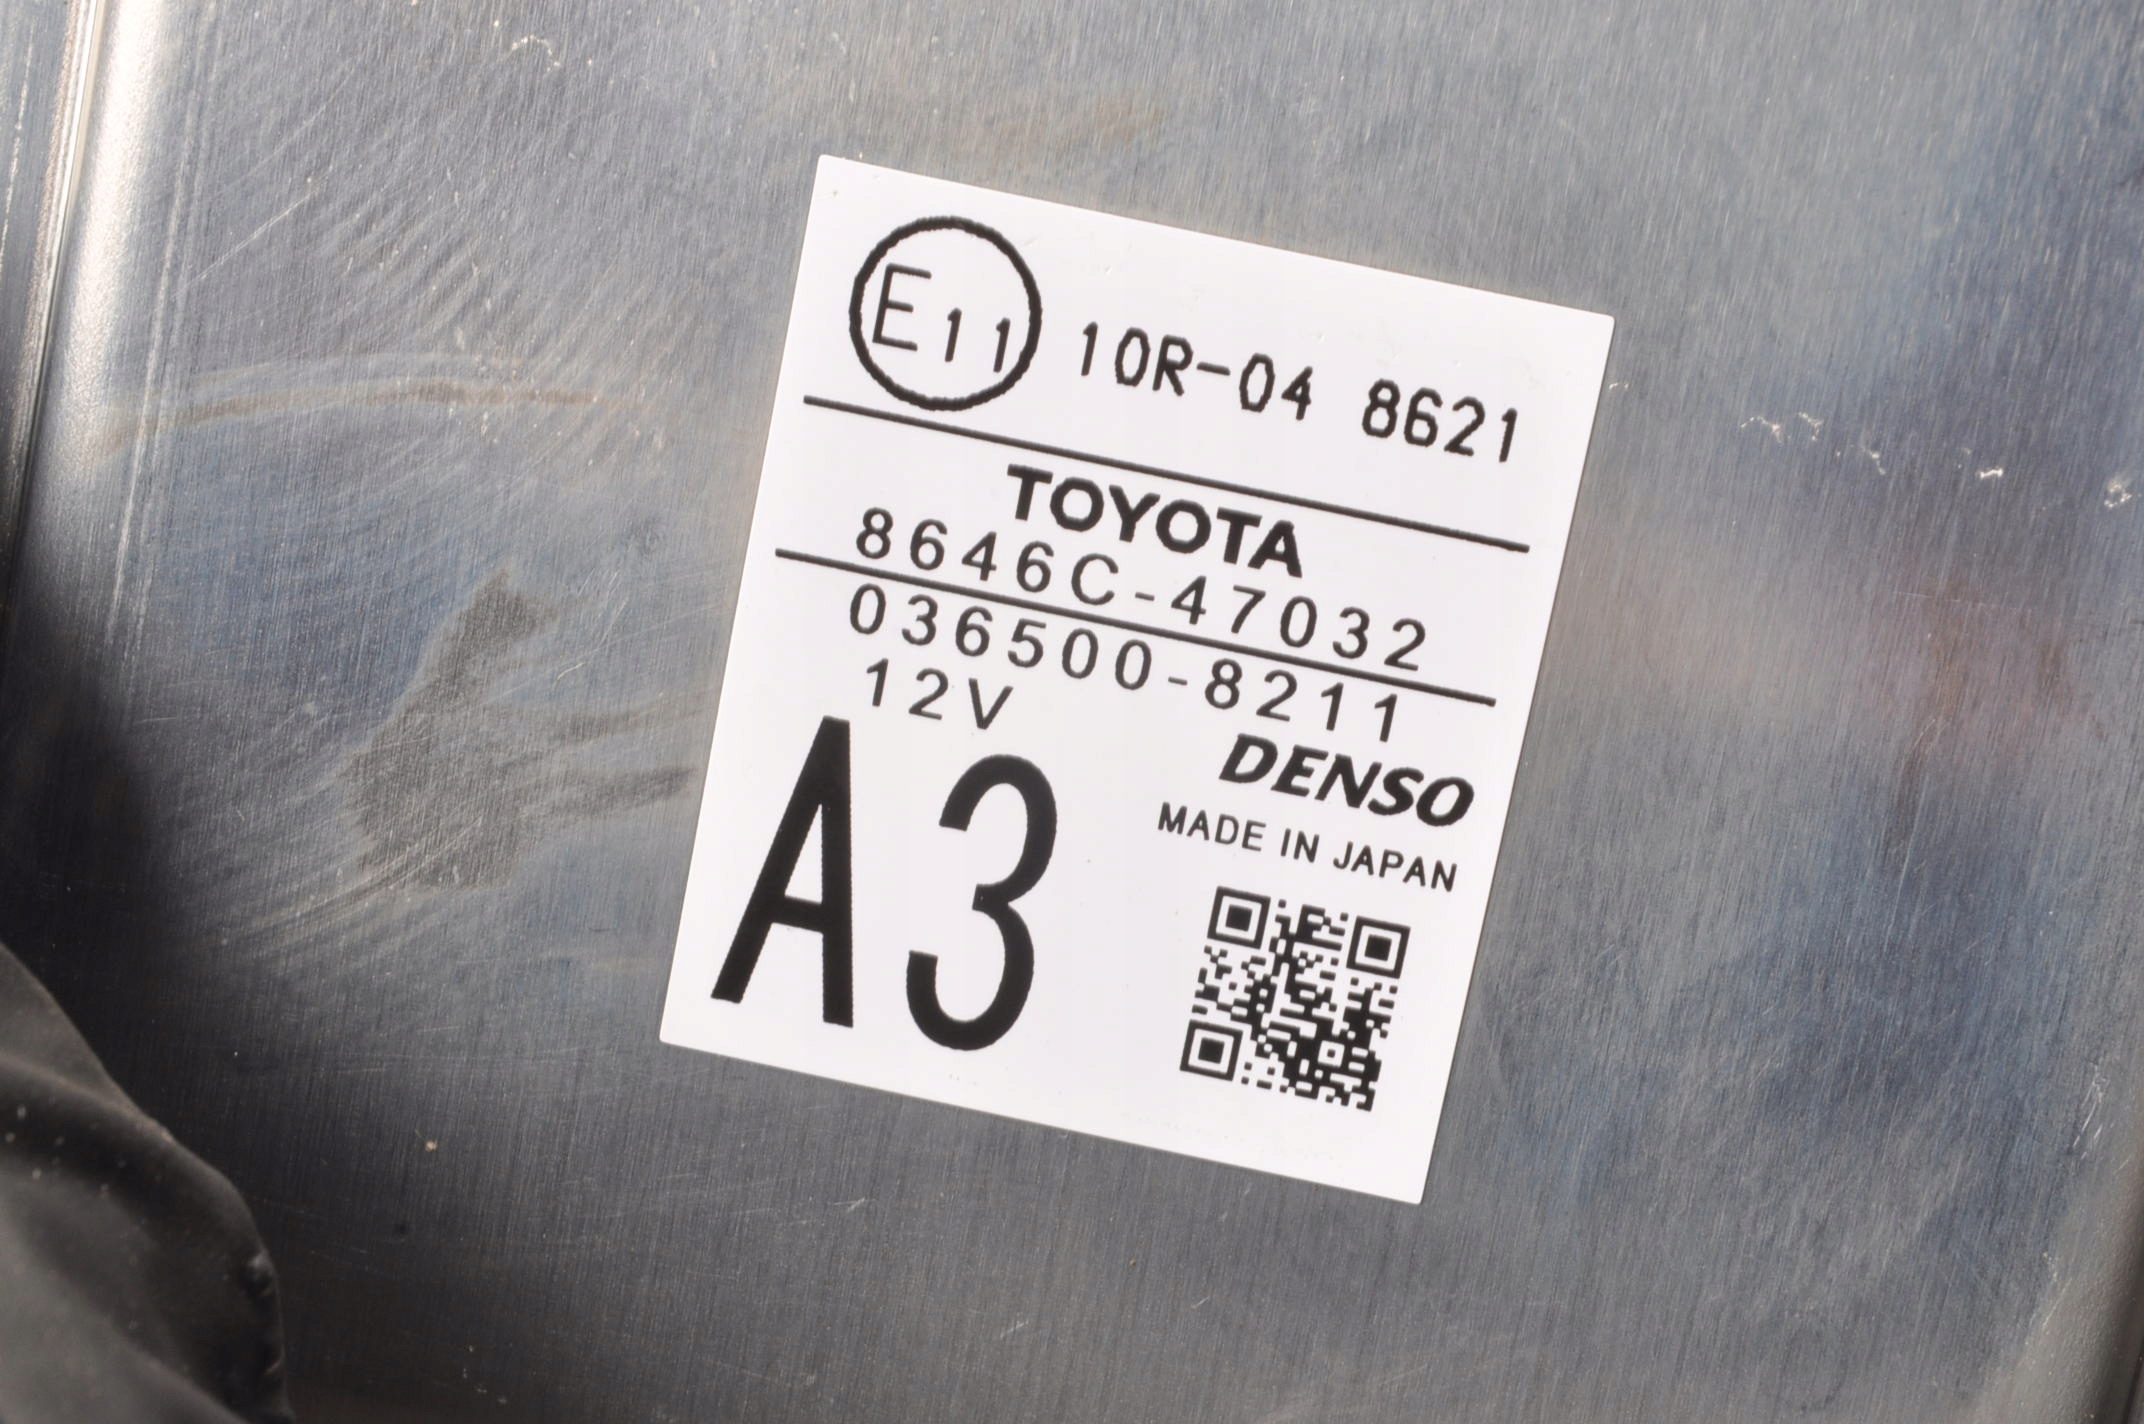 E11 10R-04 8621
TOYOTA
8646C-47032
036500-8211
12V
DENSO
MADE IN JAPAN
A3